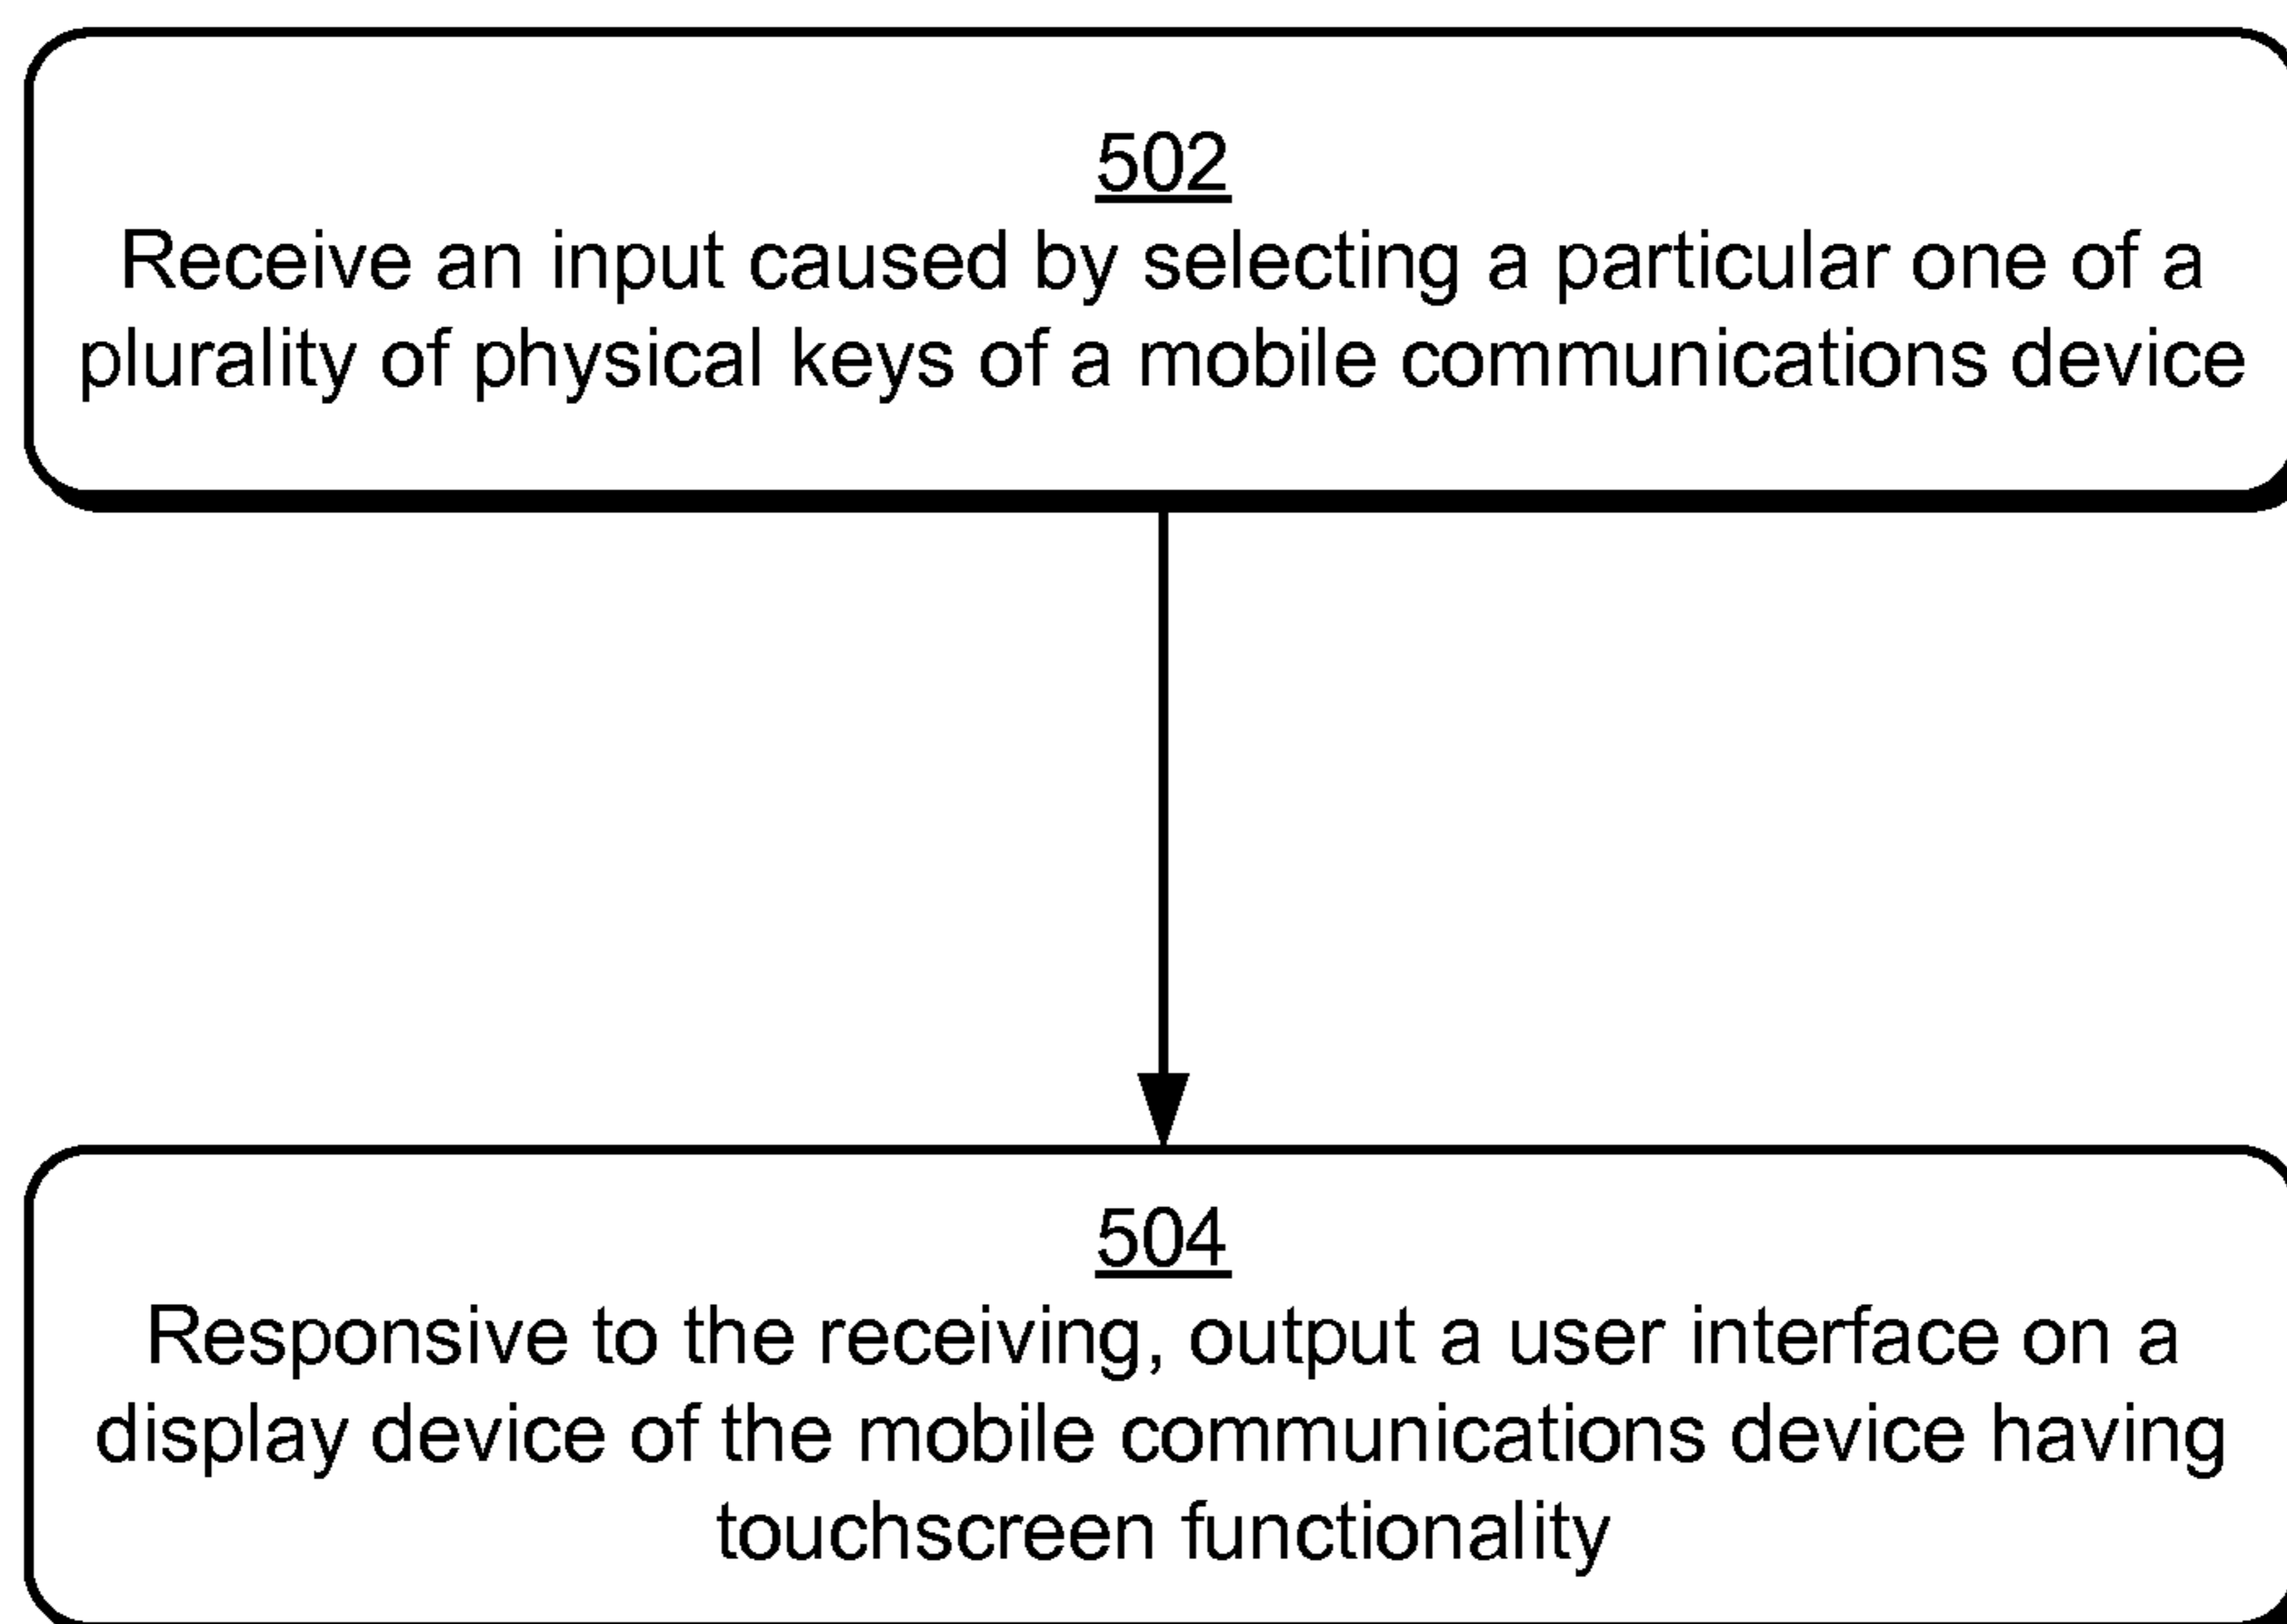 502
Receive an input caused by selecting a particular one of a
plurality of physical keys of a mobile communications device
504
Responsive to the receiving, output a user interface on a
display device of the mobile communications device having
touchscreen functionality